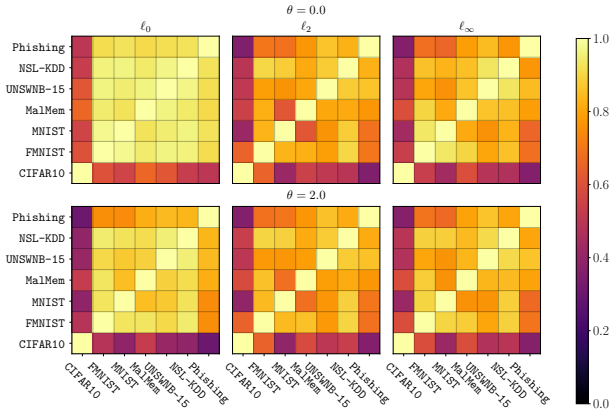 θ = 0.0
ℓ0 ℓ2 ℓ∞
Phishing
NSL-KDD
UNSWNB-15
MalMem
MNIST
FMNIST
CIFAR10
θ = 2.0
Phishing
NSL-KDD
UNSWNB-15
MalMem
MNIST
FMNIST
CIFAR10
CIFAR10 FMNIST MNIST MalMem UNSWNB-15 NSL-KDD Phishing
CIFAR10 FMNIST MNIST MalMem UNSWNB-15 NSL-KDD Phishing
CIFAR10 FMNIST MNIST MalMem UNSWNB-15 NSL-KDD Phishing
1.0
0.8
0.6
0.4
0.2
0.0